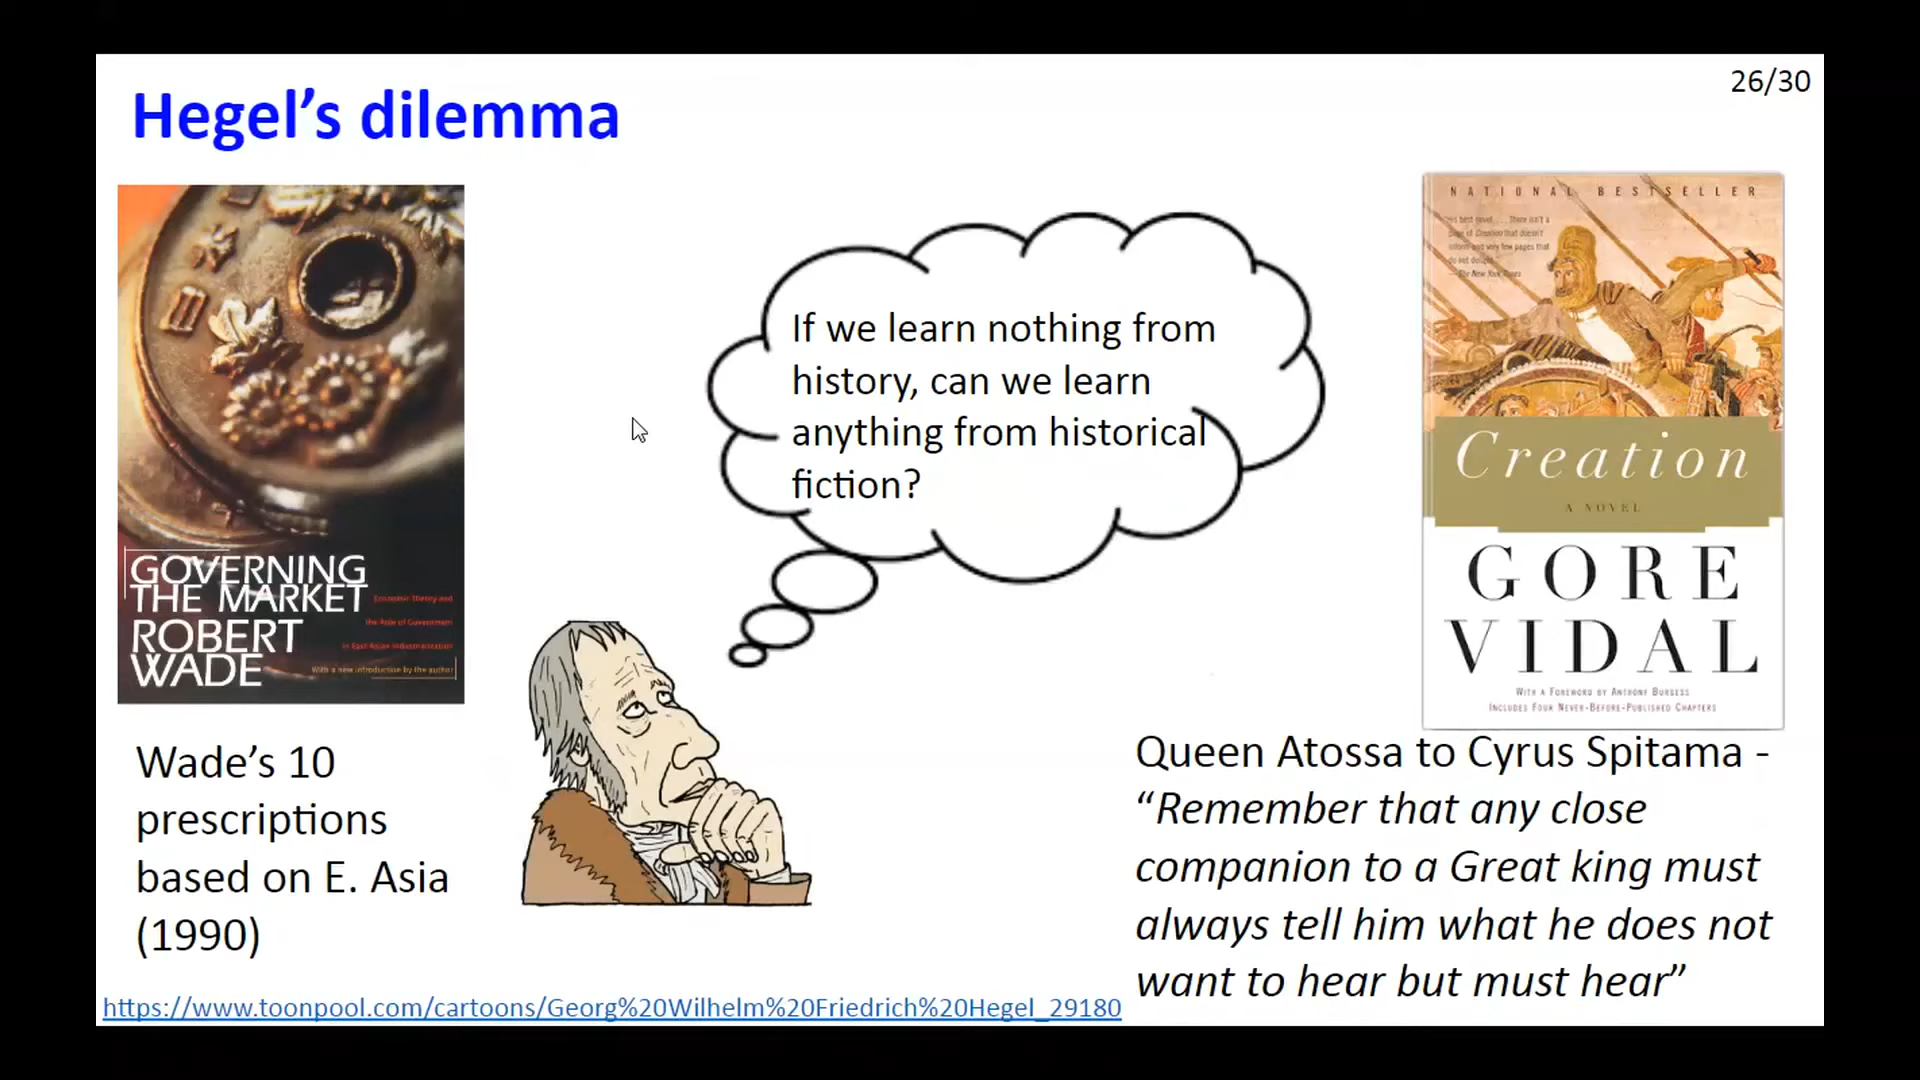 26/30
Hegel’s dilemma
GOVERNING
THE MARKET
ROBERT
WADE
Economic Theory and
the Role of Government
in East Asian Industrialization
With a new introduction by the author
If we learn nothing from
history, can we learn
anything from historical
fiction?
NATIONAL BESTSELLER
—The New York Times
Creation
A NOVEL
GORE
VIDAL
WITH A FOREWORD BY ANTHONY BURGESS
INCLUDES FOUR NEVER-BEFORE-PUBLISHED CHAPTERS
Wade’s 10
prescriptions
based on E. Asia
(1990)
Queen Atossa to Cyrus Spitama -
“Remember that any close
companion to a Great king must
always tell him what he does not
want to hear but must hear”
https://www.toonpool.com/cartoons/Georg%20Wilhelm%20Friedrich%20Hegel_29180